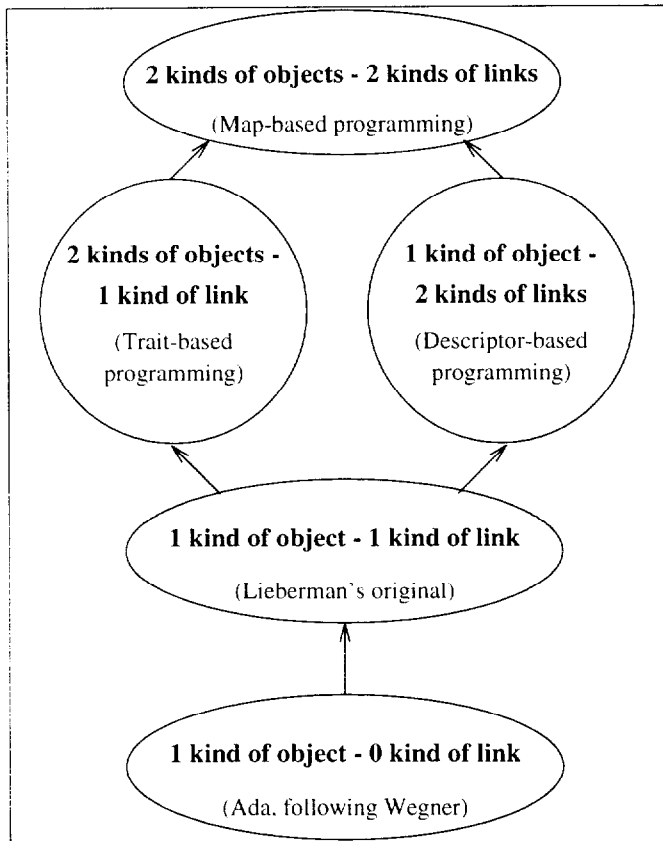 2 kinds of objects - 2 kinds of links
(Map-based programming)
2 kinds of objects -
1 kind of link
(Trait-based
programming)
1 kind of object -
2 kinds of links
(Descriptor-based
programming)
1 kind of object - 1 kind of link
(Lieberman's original)
1 kind of object - 0 kind of link
(Ada, following Wegner)